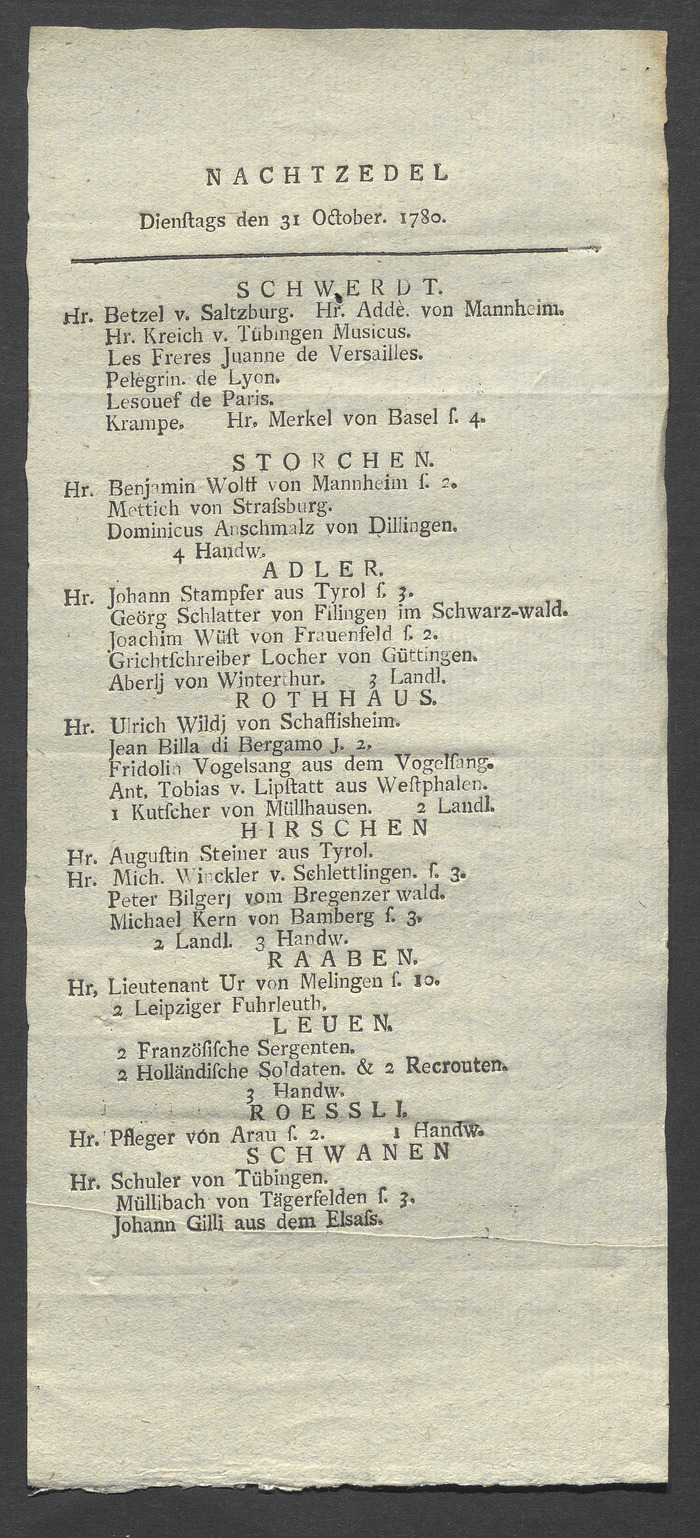 NACHTZEDEL
Dienſtags den 31 October. 1780.
SCHWERDT.
Hr. Betzel v. Saltzburg. Hr. Addè. von Mannheim.
Hr. Kreich v. Tübingen Musicus.
Les Freres Juanne de Versailles.
Pelegrin. de Lyon.
Lesouef de Paris.
Krampe. Hr. Merkel von Basel ſ. 4.
STORCHEN.
Hr. Benjamin Wolff von Mannheim ſ. 2.
Mettich von Straſsburg.
Dominicus Anschmalz von Dillingen.
4 Handw.
ADLER.
Hr. Johann Stampfer aus Tyrol ſ. 3.
Geörg Schlatter von Filingen im Schwarz-wald.
Joachim Wüſt von Frauenfeld ſ. 2.
Grichtſchreiber Locher von Güttingen.
Aberlj von Winterthur. 3 Landl.
ROTHHAUS.
Hr. Ulrich Wildj von Schaffisheim.
Jean Billa di Bergamo J. 2.
Fridolin Vogelsang aus dem Vogelſang.
Ant. Tobias v. Lipſtatt aus Weſtphalen.
1 Kutſcher von Müllhausen. 2 Landl.
HIRSCHEN
Hr. Auguſtin Steiner aus Tyrol.
Hr. Mich. Winckler v. Schlettlingen. ſ. 3.
Peter Bilgerj vom Bregenzer wald.
Michael Kern von Bamberg ſ. 3.
2 Landl. 3 Handw.
RAABEN.
Hr, Lieutenant Ur von Melingen ſ. 10.
2 Leipziger Fuhrleuth.
LEUEN.
2 Französiſche Sergenten.
2 Holländiſche Soldaten. & 2 Recrouten.
3 Handw.
ROESSLI.
Hr. Pfleger von Arau ſ. 2. 1 Handw.
SCHWANEN
Hr. Schuler von Tübingen.
Müllibach von Tägerfelden ſ. 3.
Johann Gilli aus dem Elsaſs.